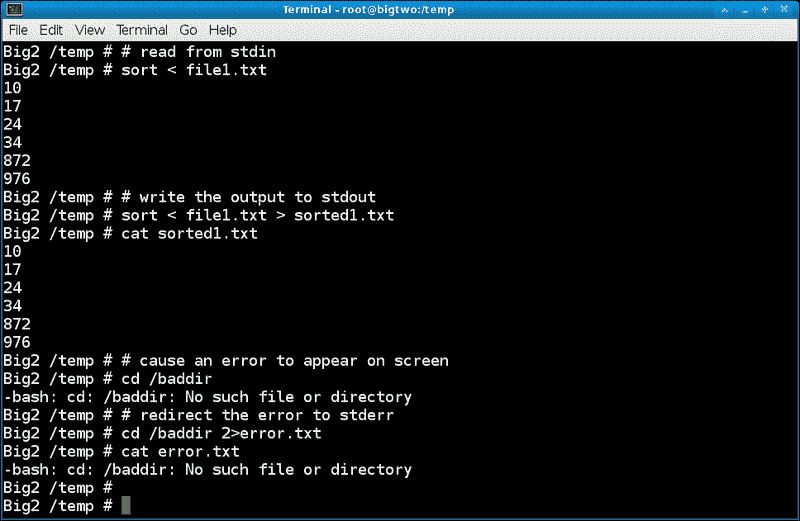 Terminal - root@bigtwo:/temp
File Edit View Terminal Go Help
Big2 /temp # # read from stdin
Big2 /temp # sort < file1.txt
10
17
24
34
872
976
Big2 /temp # # write the output to stdout
Big2 /temp # sort < file1.txt > sorted1.txt
Big2 /temp # cat sorted1.txt
10
17
24
34
872
976
Big2 /temp # # cause an error to appear on screen
Big2 /temp # cd /baddir
-bash: cd: /baddir: No such file or directory
Big2 /temp # # redirect the error to stderr
Big2 /temp # cd /baddir 2>error.txt
Big2 /temp # cat error.txt
-bash: cd: /baddir: No such file or directory
Big2 /temp #
Big2 /temp #